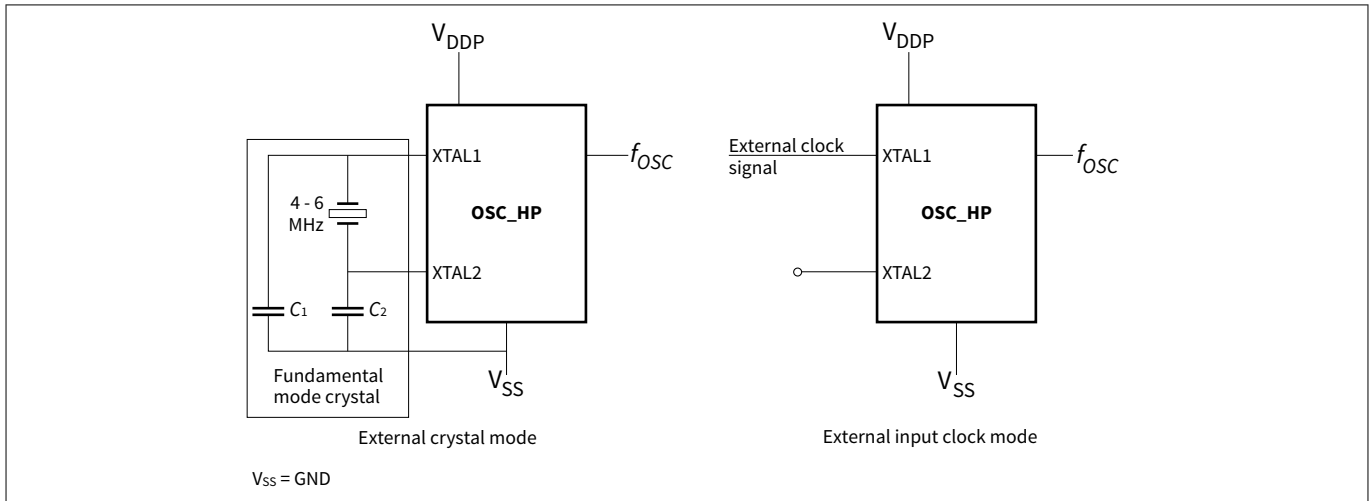 VDDP
XTAL1
fOSC
4 - 6
MHz
OSC_HP
XTAL2
C1
C2
Fundamental
mode crystal
VSS
External crystal mode
VSS = GND
VDDP
External clock
signal
XTAL1
fOSC
OSC_HP
XTAL2
VSS
External input clock mode